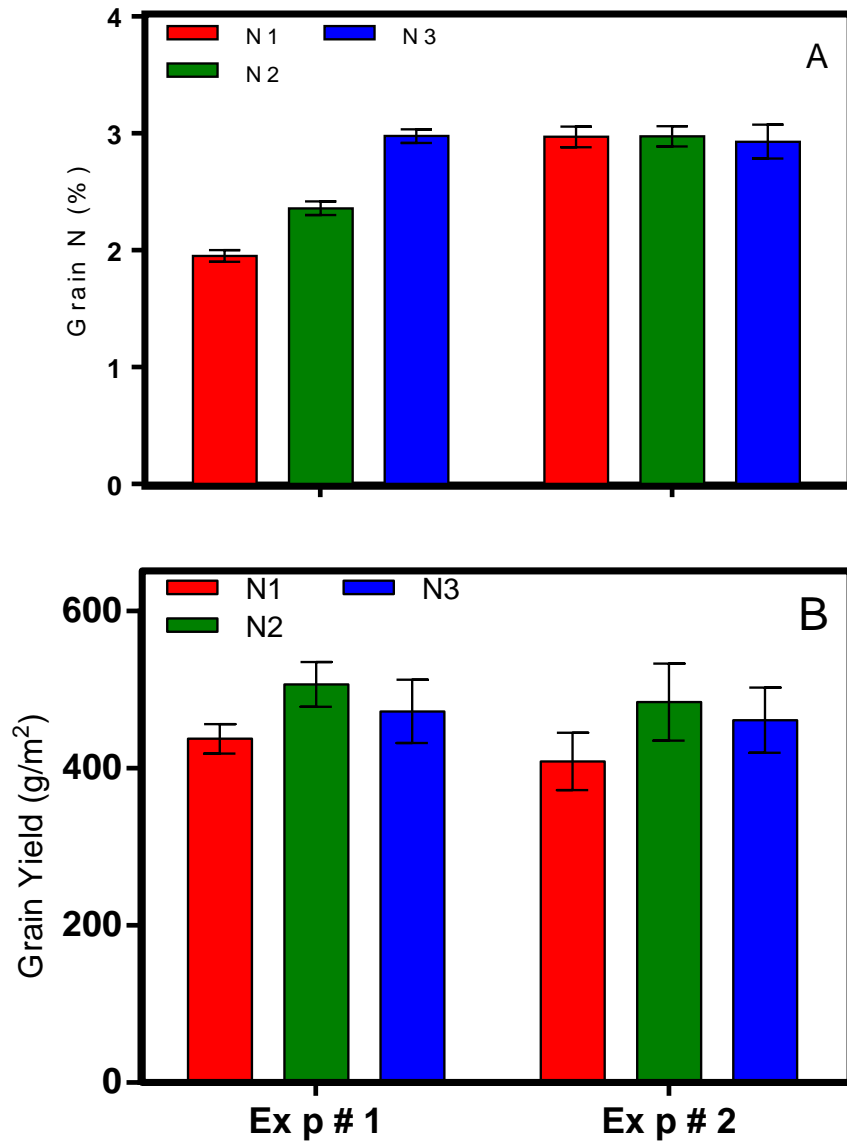 4
N 1 N 3
A
N 2
3
2
1
0
Grain N (%)
600
N1 N3
B
N2
400
200
0
Grain Yield (g/m²)
Ex p # 1 Ex p # 2